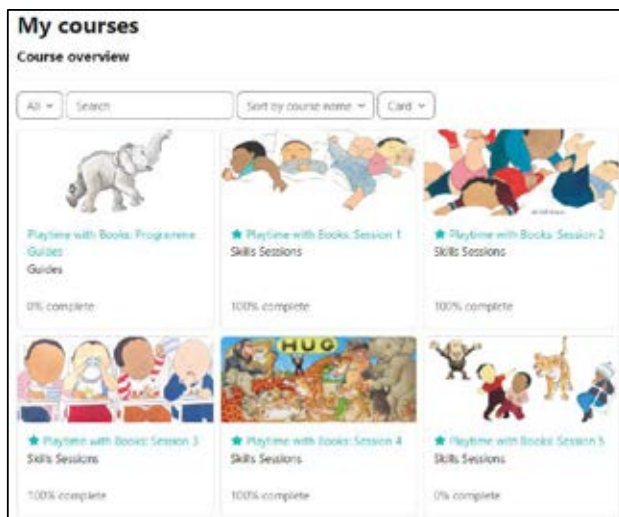 My courses
Course overview
All
Search
Sort by course name
Card
Playtime with Books: Programme
Guides
Guides
0% complete
Playtime with Books: Session 1
Skills Sessions
100% complete
Playtime with Books: Session 2
Skills Sessions
100% complete
Playtime with Books: Session 3
Skills Sessions
100% complete
HUG
Playtime with Books: Session 4
Skills Sessions
100% complete
Playtime with Books: Session 5
Skills Sessions
0% complete